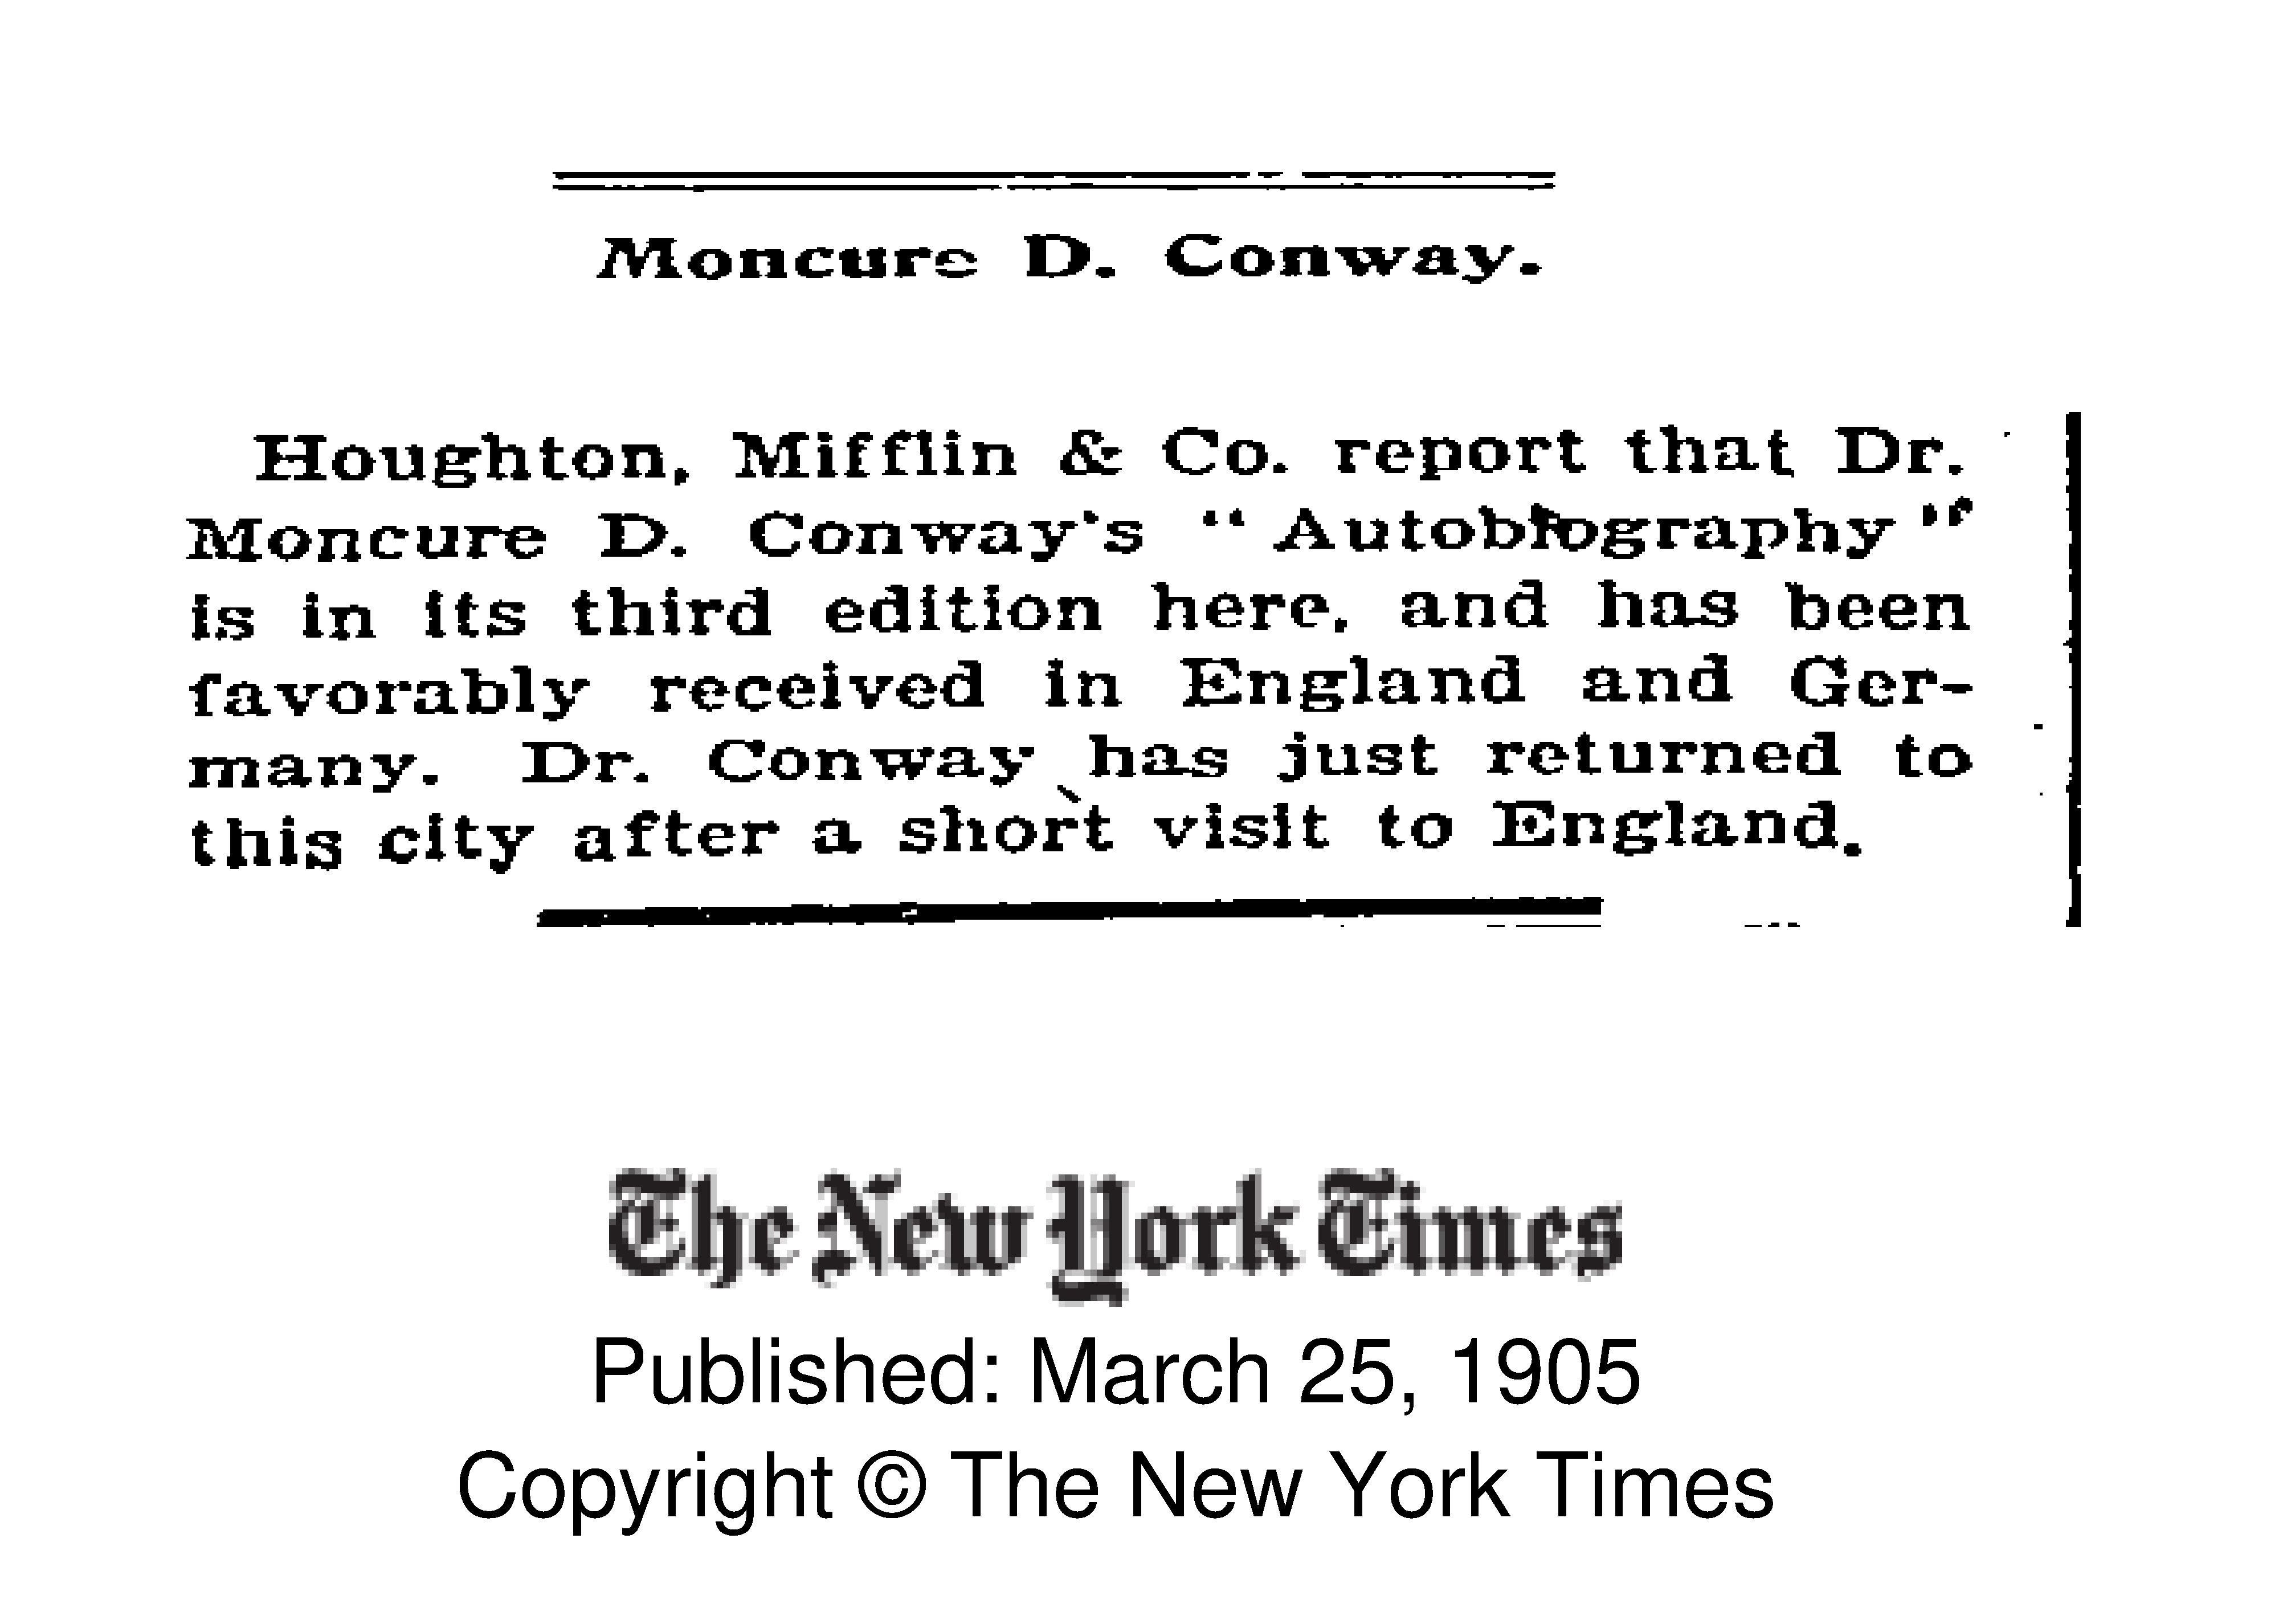 Moncure D. Conway.
Houghton, Mifflin & Co. report that Dr.
Moncure D. Conway's "Autobiography"
is in its third edition here, and has been
favorably received in England and Ger-
many. Dr. Conway has just returned to
this city after a short visit to England.
The New York Times
Published: March 25, 1905
Copyright © The New York Times